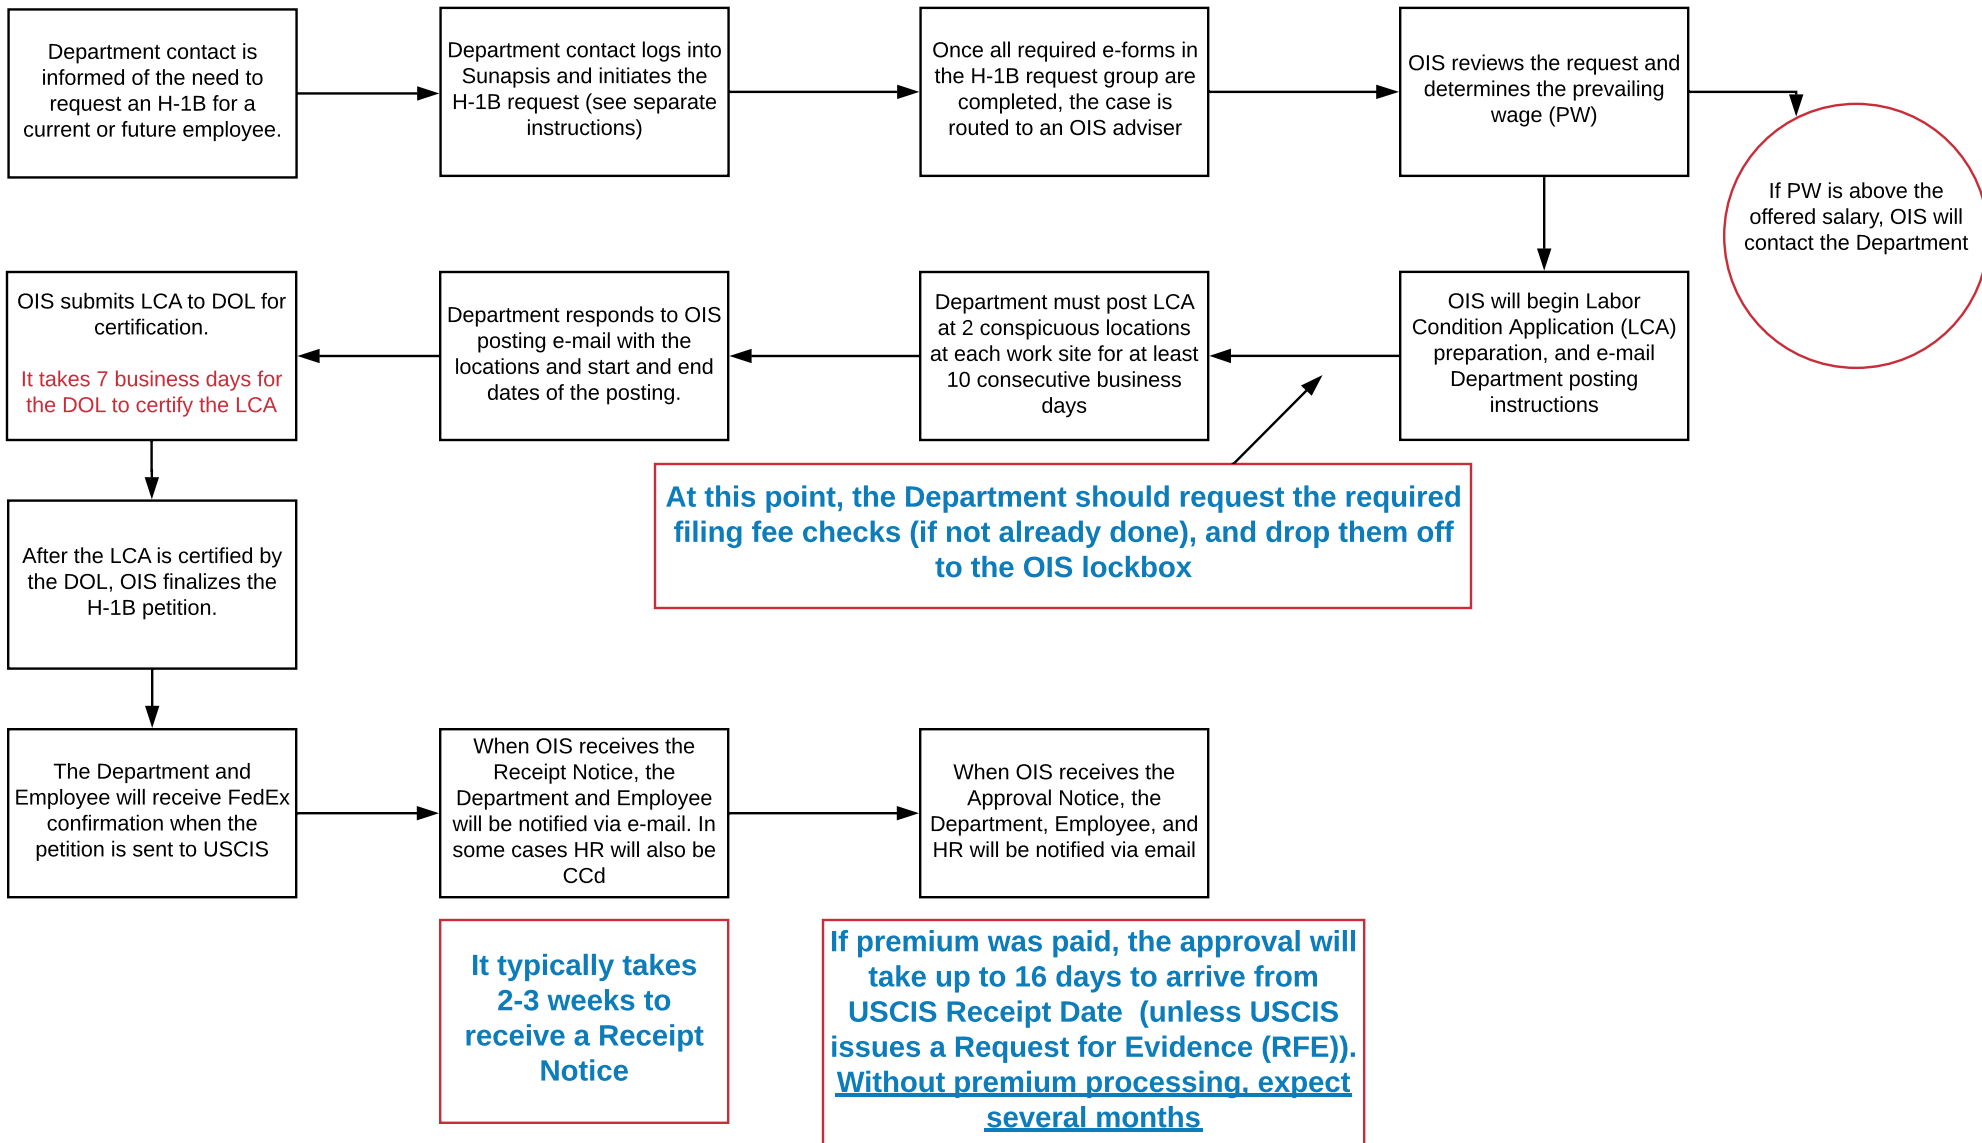 Department contact is
informed of the need to
request an H-1B for a
current or future employee.
Department contact logs into
Sunapsis and initiates the
H-1B request (see separate
instructions)
Once all required e-forms in
the H-1B request group are
completed, the case is
routed to an OIS adviser
OIS reviews the request and
determines the prevailing
wage (PW)
If PW is above the
offered salary, OIS will
contact the Department
OIS will begin Labor
Condition Application (LCA)
preparation, and e-mail
Department posting
instructions
Department must post LCA
at 2 conspicuous locations
at each work site for at least
10 consecutive business
days
Department responds to OIS
posting e-mail with the
locations and start and end
dates of the posting.
OIS submits LCA to DOL for
certification.
It takes 7 business days for
the DOL to certify the LCA
At this point, the Department should request the required
filing fee checks (if not already done), and drop them off
to the OIS lockbox
After the LCA is certified by
the DOL, OIS finalizes the
H-1B petition.
The Department and
Employee will receive FedEx
confirmation when the
petition is sent to USCIS
When OIS receives the
Receipt Notice, the
Department and Employee
will be notified via e-mail. In
some cases HR will also be
CCd
When OIS receives the
Approval Notice, the
Department, Employee, and
HR will be notified via email
It typically takes
2-3 weeks to
receive a Receipt
Notice
If premium was paid, the approval will
take up to 16 days to arrive from
USCIS Receipt Date  (unless USCIS
issues a Request for Evidence (RFE)).
Without premium processing, expect
several months